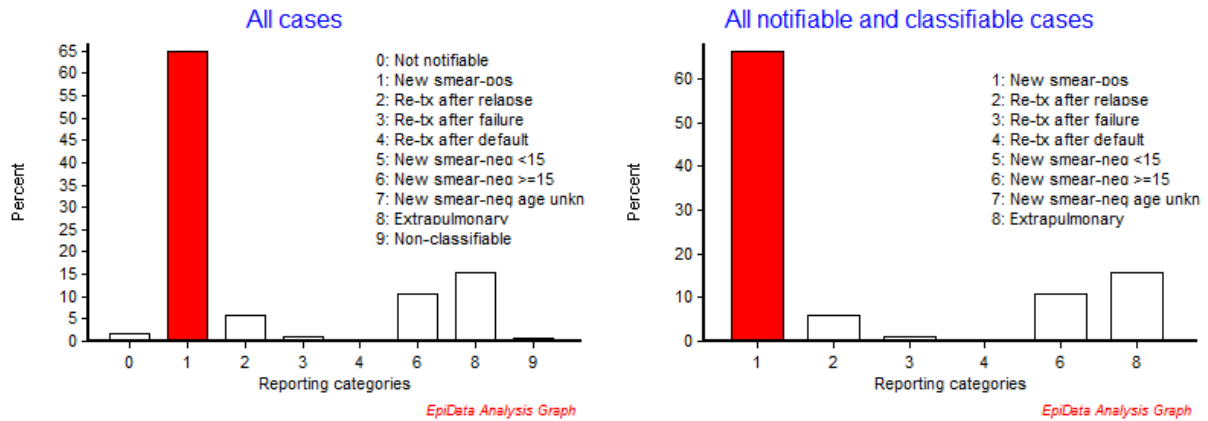 All cases
65
60
55
50
45
40
35
30
25
20
15
10
5
0
Percent
0: Not notifiable
1: New smear-pos
2: Re-tx after relapse
3: Re-tx after failure
4: Re-tx after default
5: New smear-neg <15
6: New smear-neg >=15
7: New smear-neg age unkn
8: Extrapulmonary
9: Non-classifiable
0 1 2 3 4 6 8 9
Reporting categories
EpiData Analysis Graph
All notifiable and classifiable cases
60
50
40
30
20
10
0
Percent
1: New smear-pos
2: Re-tx after relapse
3: Re-tx after failure
4: Re-tx after default
5: New smear-neg <15
6: New smear-neg >=15
7: New smear-neg age unkn
8: Extrapulmonary
1 2 3 4 6 8
Reporting categories
EpiData Analysis Graph